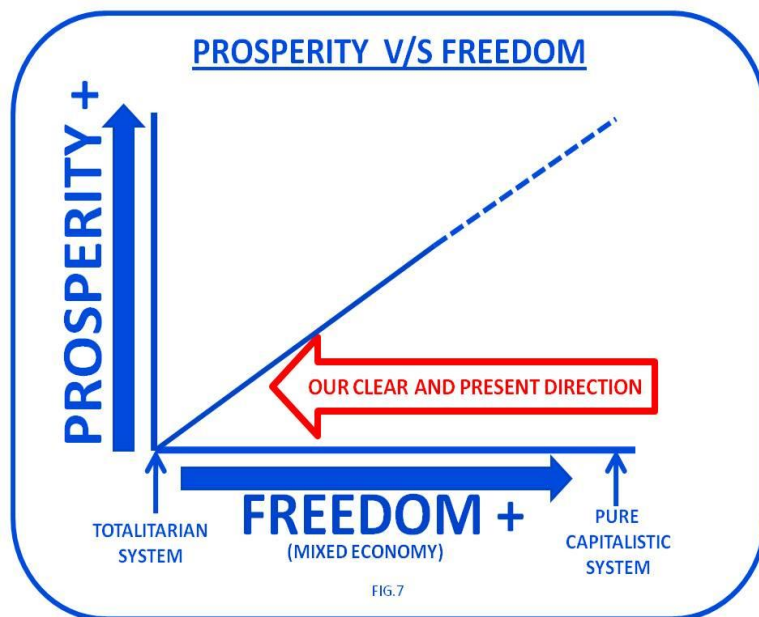 PROSPERITY V/S FREEDOM
PROSPERITY +
OUR CLEAR AND PRESENT DIRECTION
TOTALITARIAN
SYSTEM
FREEDOM +
(MIXED ECONOMY)
PURE
CAPITALISTIC
SYSTEM
FIG.7